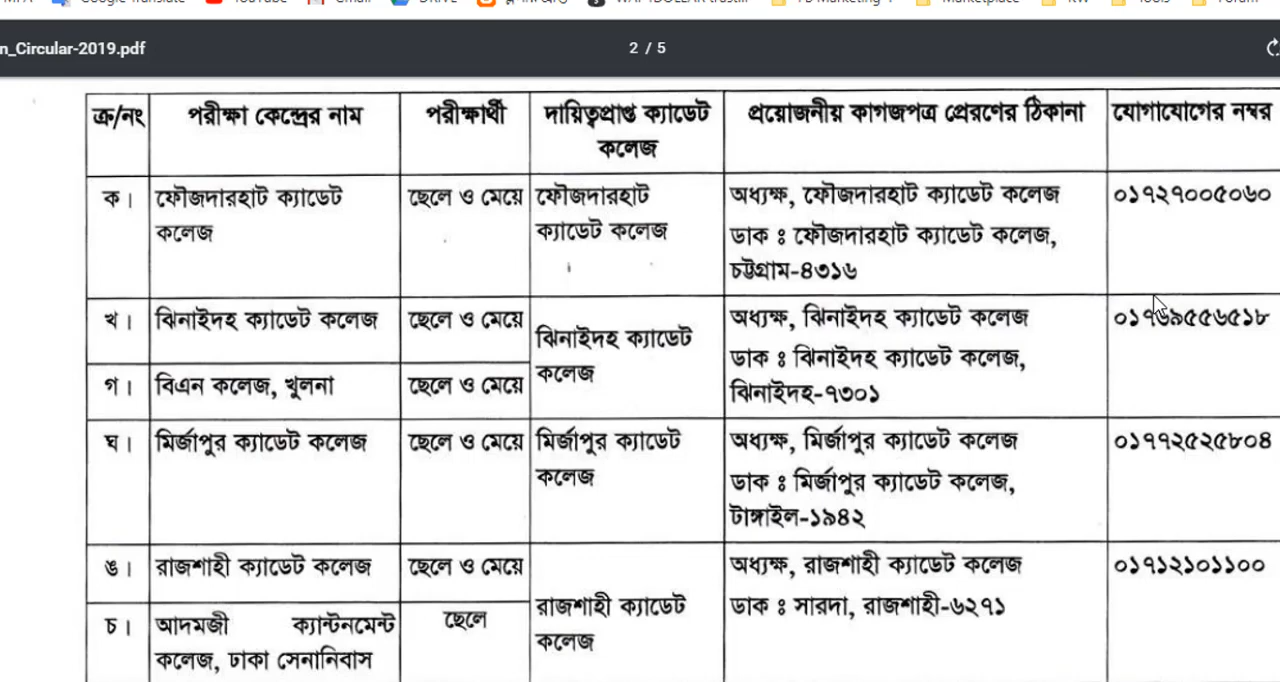 Google Translate
n_Circular-2019.pdf
2 / 5
ক্র/নং
পরীক্ষা কেন্দ্রের নাম
পরীক্ষার্থী
দায়িত্বপ্রাপ্ত ক্যাডেট
কলেজ
প্রয়োজনীয় কাগজপত্র প্রেরণের ঠিকানা
যোগাযোগের নম্বর
ক।
ফৌজদারহাট ক্যাডেট
কলেজ
ছেলে ও মেয়ে
ফৌজদারহাট
ক্যাডেট কলেজ
অধ্যক্ষ, ফৌজদারহাট ক্যাডেট কলেজ
ডাক ঃ ফৌজদারহাট ক্যাডেট কলেজ,
চট্টগ্রাম-৪৩১৬
০১৭২৭০০৫০৬০
খ।
ঝিনাইদহ ক্যাডেট কলেজ
ছেলে ও মেয়ে
ঝিনাইদহ ক্যাডেট
কলেজ
অধ্যক্ষ, ঝিনাইদহ ক্যাডেট কলেজ
ডাক ঃ ঝিনাইদহ ক্যাডেট কলেজ,
ঝিনাইদহ-৭৩০১
০১৭৬৯৫৫৬৫১৮
গ।
বিএন কলেজ, খুলনা
ছেলে ও মেয়ে
ঘ।
মির্জাপুর ক্যাডেট কলেজ
ছেলে ও মেয়ে
মির্জাপুর ক্যাডেট
কলেজ
অধ্যক্ষ, মির্জাপুর ক্যাডেট কলেজ
ডাক ঃ মির্জাপুর ক্যাডেট কলেজ,
টাঙ্গাইল-১৯৪২
০১৭৭২৫২৫৮০৪
ঙ।
রাজশাহী ক্যাডেট কলেজ
ছেলে ও মেয়ে
রাজশাহী ক্যাডেট
কলেজ
অধ্যক্ষ, রাজশাহী ক্যাডেট কলেজ
ডাক ঃ সারদা, রাজশাহী-৬২৭১
০১৭১২১০১১০০
চ।
আদমজী ক্যান্টনমেন্ট
কলেজ, ঢাকা সেনানিবাস
ছেলে